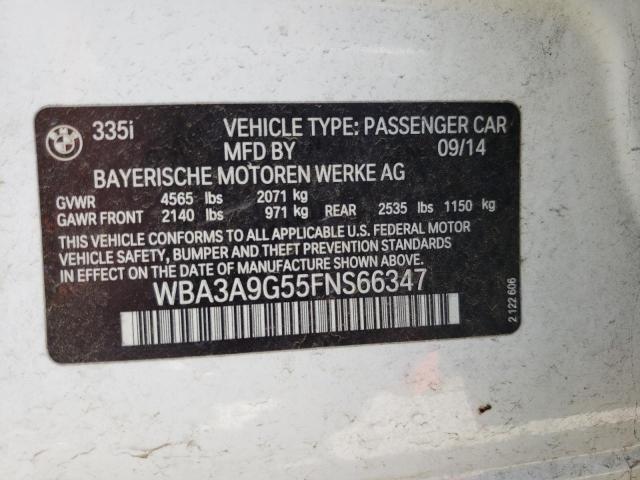 BMW 335i VEHICLE TYPE: PASSENGER CAR
MFD BY 09/14
BAYERISCHE MOTOREN WERKE AG
GVWR 4565 lbs 2071 kg
GAWR FRONT 2140 lbs 971 kg REAR 2535 lbs 1150 kg
THIS VEHICLE CONFORMS TO ALL APPLICABLE U.S. FEDERAL MOTOR
VEHICLE SAFETY, BUMPER AND THEFT PREVENTION STANDARDS
IN EFFECT ON THE DATE OF MANUFACTURE SHOWN ABOVE.
WBA3A9G55FNS66347
2 122 606